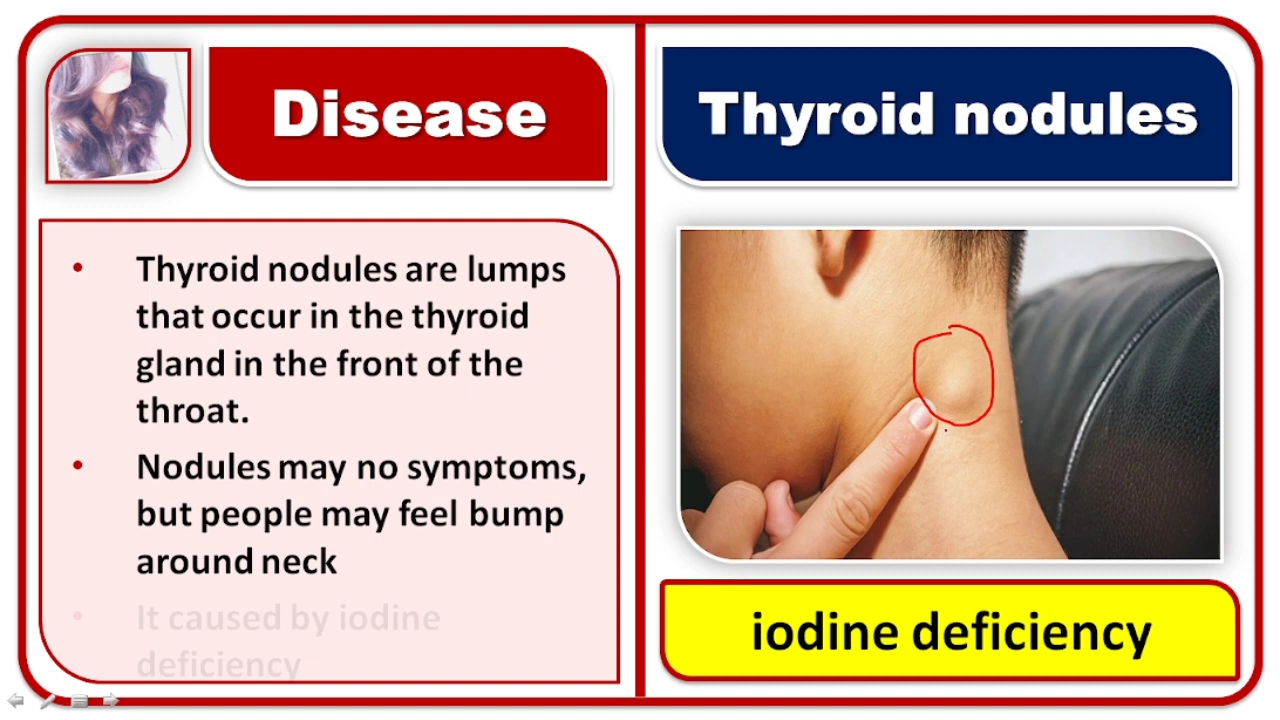 Disease
Thyroid nodules
Thyroid nodules are lumps
that occur in the thyroid
gland in the front of the
throat.
Nodules may no symptoms,
but people may feel bump
around neck
It caused by iodine
deficiency
iodine deficiency